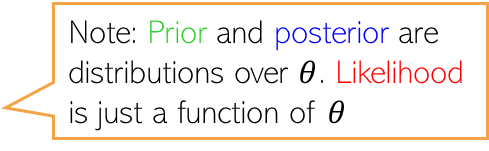 Note: Prior and posterior are
distributions over θ. Likelihood
is just a function of θ